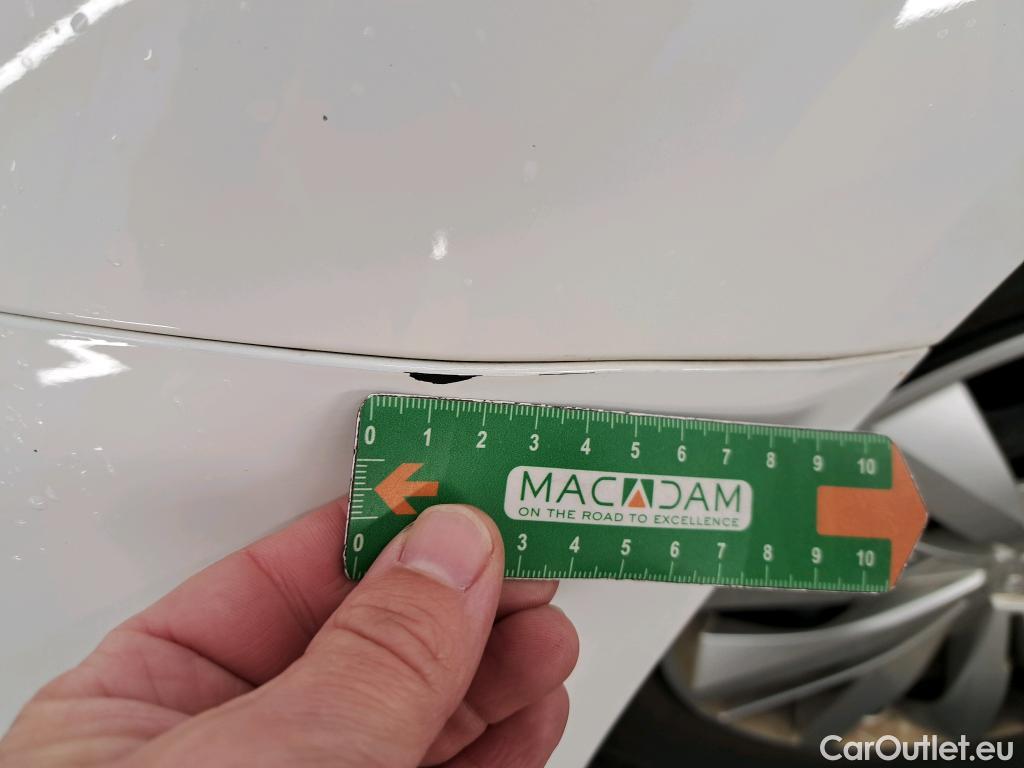 0 1 2 3 4 5 6 7 8 9 10
MACADAM
ON THE ROAD TO EXCELLENCE
0 3 4 5 6 7 8 9 10
CarOutlet.eu